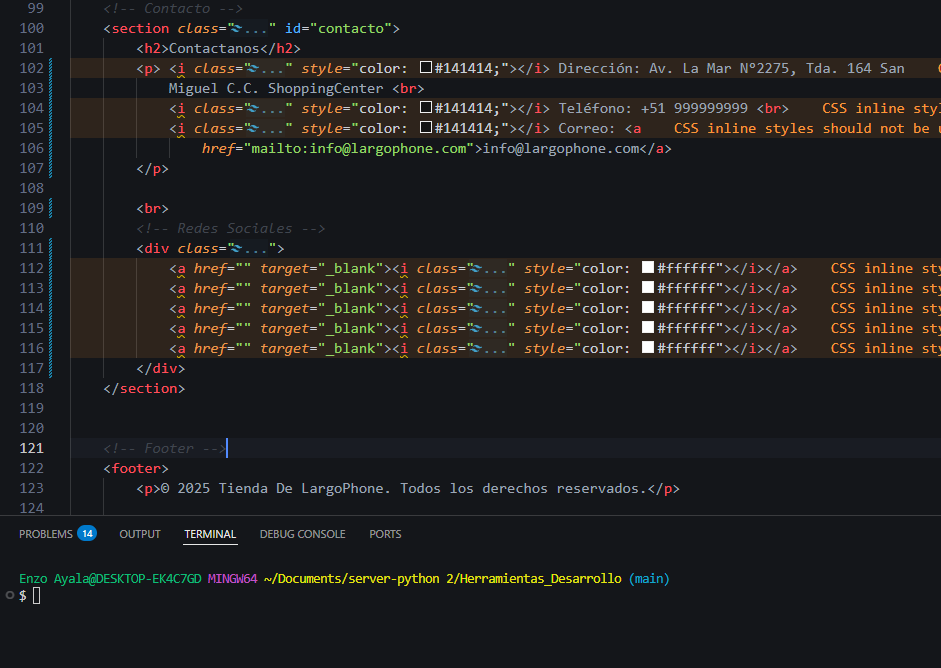 99 <!-- Contacto -->
100 <section class="..." id="contacto">
101 <h2>Contactanos</h2>
102 <p> <i class="..." style="color: #141414;"></i> Dirección: Av. La Mar N°2275, Tda. 164 San
103 Miguel C.C. ShoppingCenter <br>
104 <i class="..." style="color: #141414;"></i> Teléfono: +51 999999999 <br> CSS inline styl
105 <i class="..." style="color: #141414;"></i> Correo: <a CSS inline styles should not be u
106 href="mailto:info@largophone.com">info@largophone.com</a>
107 </p>
108
109 <br>
110 <!-- Redes Sociales -->
111 <div class="...">
112 <a href="" target="_blank"><i class="..." style="color: #ffffff"></i></a> CSS inline sty
113 <a href="" target="_blank"><i class="..." style="color: #ffffff"></i></a> CSS inline sty
114 <a href="" target="_blank"><i class="..." style="color: #ffffff"></i></a> CSS inline sty
115 <a href="" target="_blank"><i class="..." style="color: #ffffff"></i></a> CSS inline sty
116 <a href="" target="_blank"><i class="..." style="color: #ffffff"></i></a> CSS inline sty
117 </div>
118 </section>
119
120
121 <!-- Footer -->
122 <footer>
123 <p>© 2025 Tienda De LargoPhone. Todos los derechos reservados.</p>
124
PROBLEMS 14 OUTPUT TERMINAL DEBUG CONSOLE PORTS
Enzo Ayala@DESKTOP-EK4C7GD MINGW64 ~/Documents/server-python 2/Herramientas_Desarrollo (main)
$